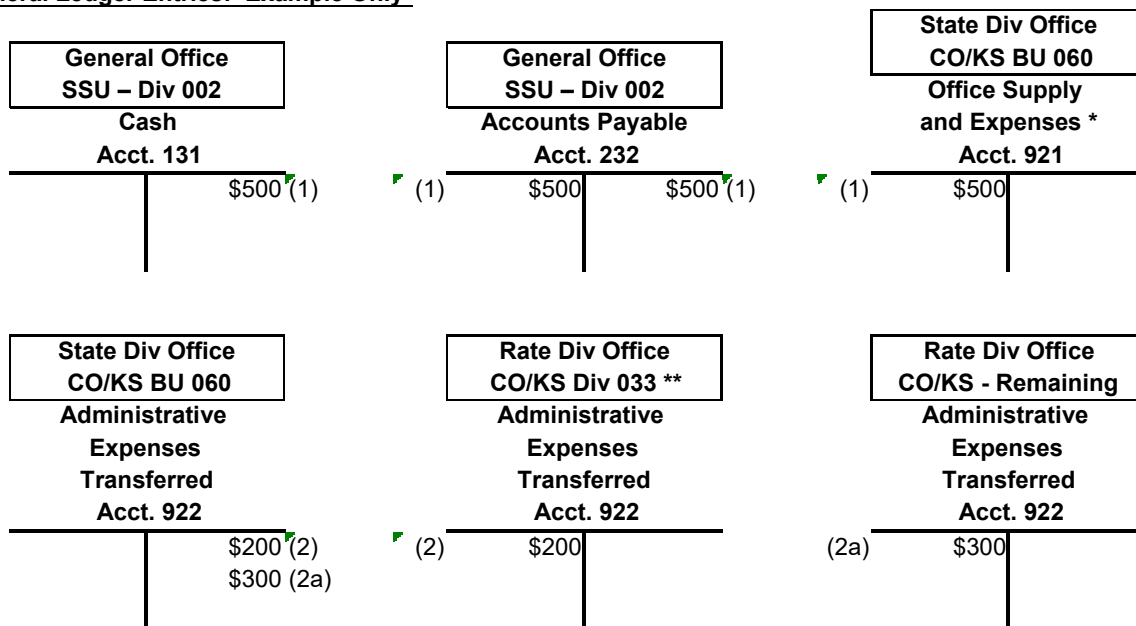 Ledger Entries: Example Only
State Div Office
CO/KS BU 060
General Office
SSU – Div 002
General Office
SSU – Div 002
Cash
Acct. 131
Accounts Payable
Acct. 232
Office Supply
and Expenses *
Acct. 921
$500 (1)
(1) $500 $500 (1)
(1) $500
State Div Office
CO/KS BU 060
Rate Div Office
CO/KS Div 033 **
Rate Div Office
CO/KS - Remaining
Administrative
Expenses
Transferred
Acct. 922
Administrative
Expenses
Transferred
Acct. 922
Administrative
Expenses
Transferred
Acct. 922
$200 (2)
$300 (2a)
(2) $200
(2a) $300